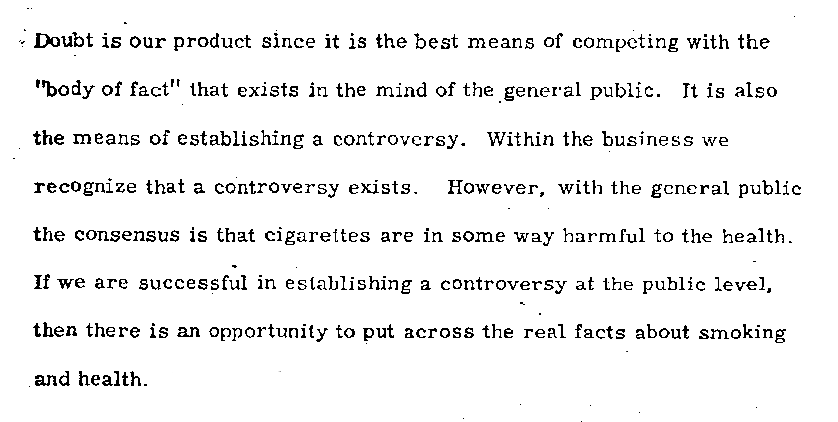 Doubt is our product since it is the best means of competing with the
"body of fact" that exists in the mind of the general public. It is also
the means of establishing a controversy. Within the business we
recognize that a controversy exists. However, with the general public
the consensus is that cigarettes are in some way harmful to the health.
If we are successful in establishing a controversy at the public level,
then there is an opportunity to put across the real facts about smoking
and health.